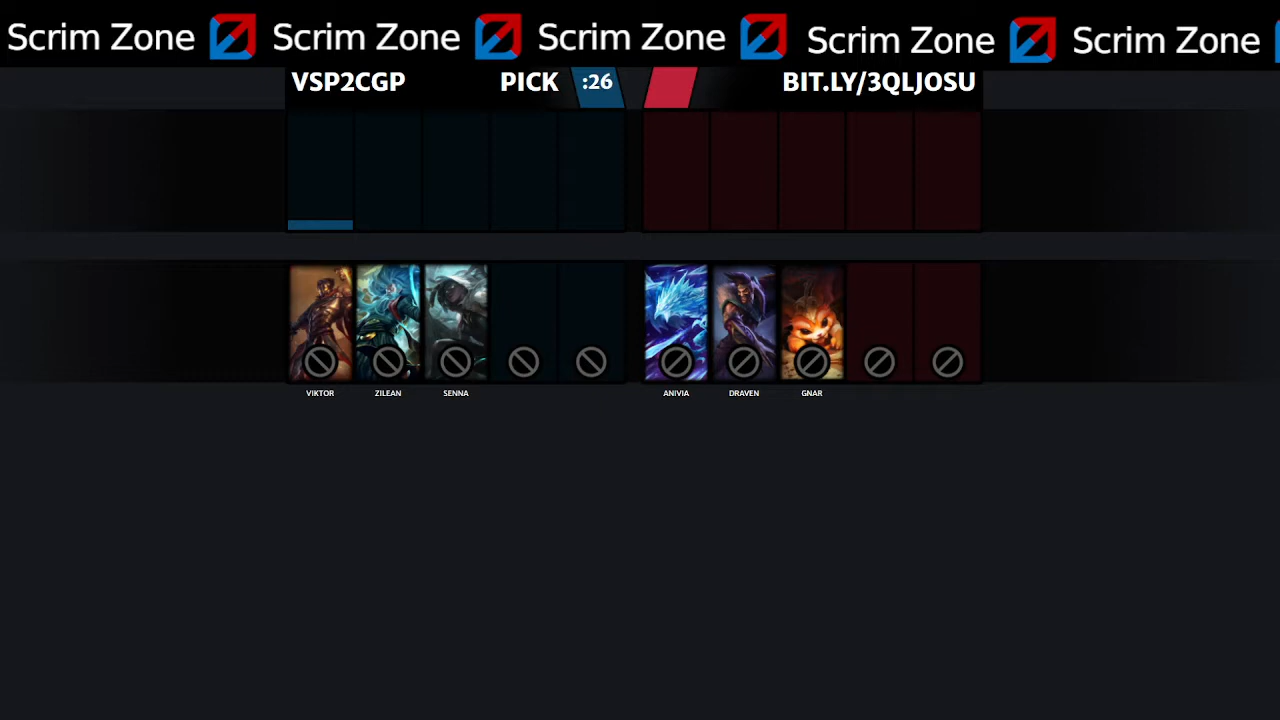 Scrim Zone Scrim Zone Scrim Zone Scrim Zone Scrim Zone
VSP2CGP PICK :26 BIT.LY/3QLJOSU
VIKTOR ZILEAN SENNA ANIVIA DRAVEN GNAR